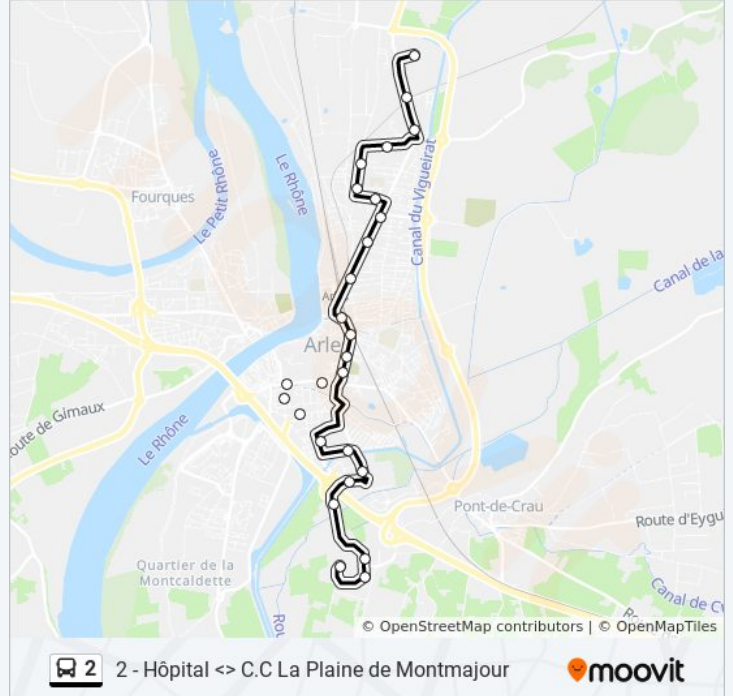 Le Rhône
Le Petit Rhône
Fourques
Canal du Vigueirat
Canal de la
Arle
oute de Gimaux
Le Rhône
Pont-de-Crau
Route d'Eygu
Quartier de la
Montcaldette
Canal de C
© OpenStreetMap contributors | © OpenMapTiles
2 2 - Hôpital <> C.C La Plaine de Montmajour
moovit